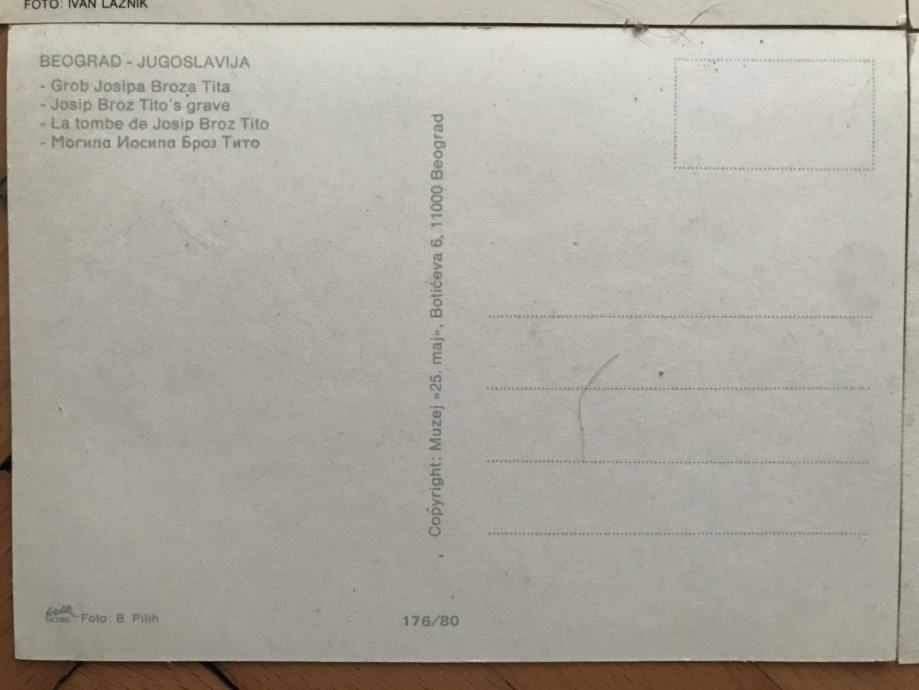 FOTO: IVAN LAZNIK
BEOGRAD - JUGOSLAVIJA
- Grob Josipa Broza Tita
- Josip Broz Tito's grave
- La tombe de Josip Broz Tito
- Могила Иосипа Броз Тито
Copyright: Muzej »25. maj«, Botićeva 6, 11000 Beograd
Foto: B. Pilih
176/80